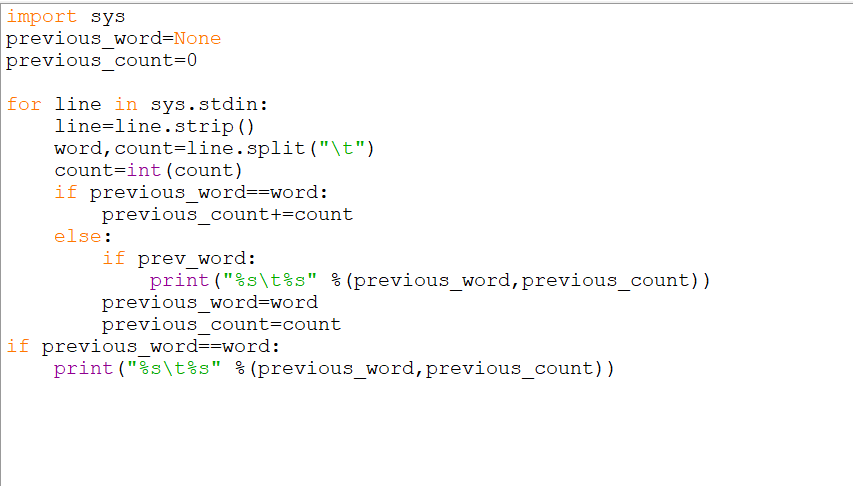 import sys
previous_word=None
previous_count=0

for line in sys.stdin:
    line=line.strip()
    word,count=line.split("\t")
    count=int(count)
    if previous_word==word:
        previous_count+=count
    else:
        if prev_word:
            print("%s\t%s" %(previous_word,previous_count))
        previous_word=word
        previous_count=count
if previous_word==word:
    print("%s\t%s" %(previous_word,previous_count))